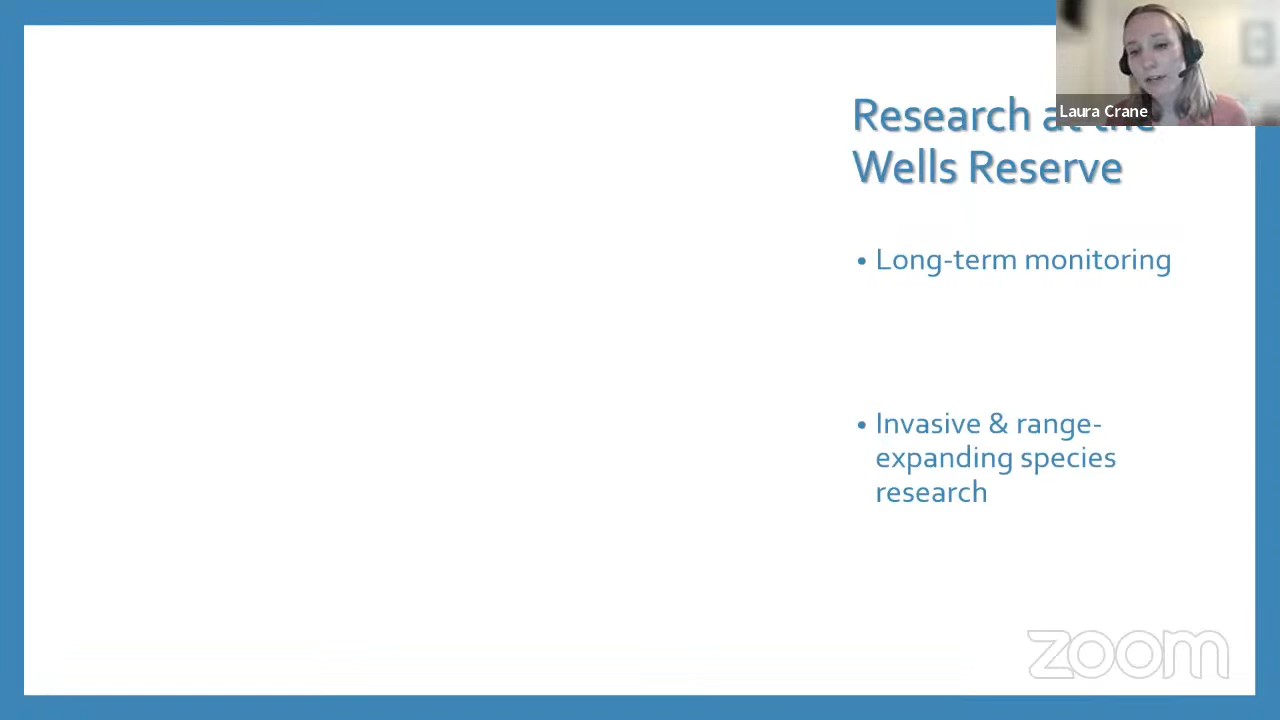 Laura Crane
Research at the
Wells Reserve
• Long-term monitoring
• Invasive & range-
expanding species
research
zoom